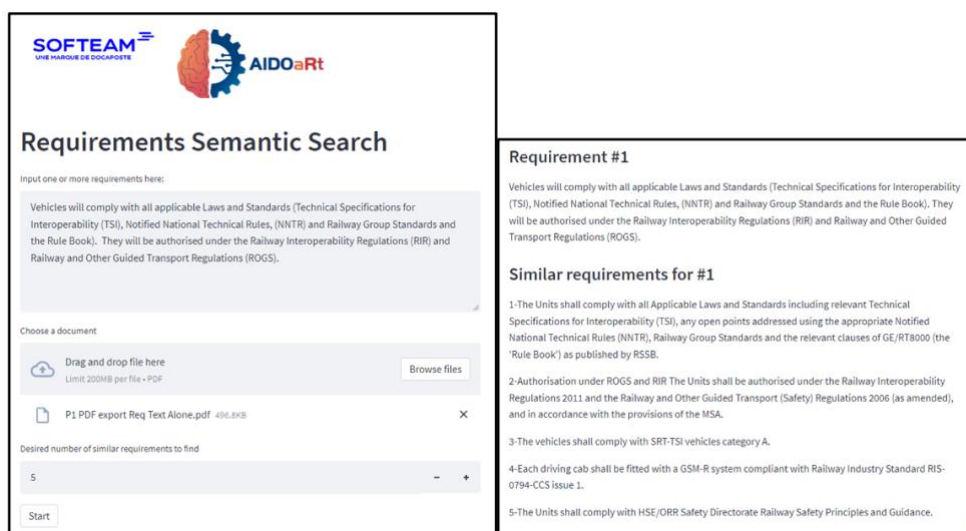 SOFTEAM
UNE MARQUE DE DOCAPOSTE
AIDOaRt
Requirements Semantic Search
Input one or more requirements here:
Vehicles will comply with all applicable Laws and Standards (Technical Specifications for
Interoperability (TSI), Notified National Technical Rules, (NNTR) and Railway Group Standards and
the Rule Book). They will be authorised under the Railway Interoperability Regulations (RIR) and
Railway and Other Guided Transport Regulations (ROGS).
Choose a document
Drag and drop file here
Limit 200MB per file • PDF
Browse files
P1 PDF export Req Text Alone.pdf 496.8KB
Desired number of similar requirements to find
5
Start
Requirement #1
Vehicles will comply with all applicable Laws and Standards (Technical Specifications for Interoperability
(TSI), Notified National Technical Rules, (NNTR) and Railway Group Standards and the Rule Book). They
will be authorised under the Railway Interoperability Regulations (RIR) and Railway and Other Guided
Transport Regulations (ROGS).
Similar requirements for #1
1-The Units shall comply with all Applicable Laws and Standards including relevant Technical
Specifications for Interoperability (TSI), any open points addressed using the appropriate Notified
National Technical Rules (NNTR), Railway Group Standards and the relevant clauses of GE/RT8000 (the
'Rule Book') as published by RSSB.
2-Authorisation under ROGS and RIR The Units shall be authorised under the Railway Interoperability
Regulations 2011 and the Railway and Other Guided Transport (Safety) Regulations 2006 (as amended),
and in accordance with the provisions of the MSA.
3-The vehicles shall comply with SRT-TSI vehicles category A.
4-Each driving cab shall be fitted with a GSM-R system compliant with Railway Industry Standard RIS-
0794-CCS issue 1.
5-The Units shall comply with HSE/ORR Safety Directorate Railway Safety Principles and Guidance.